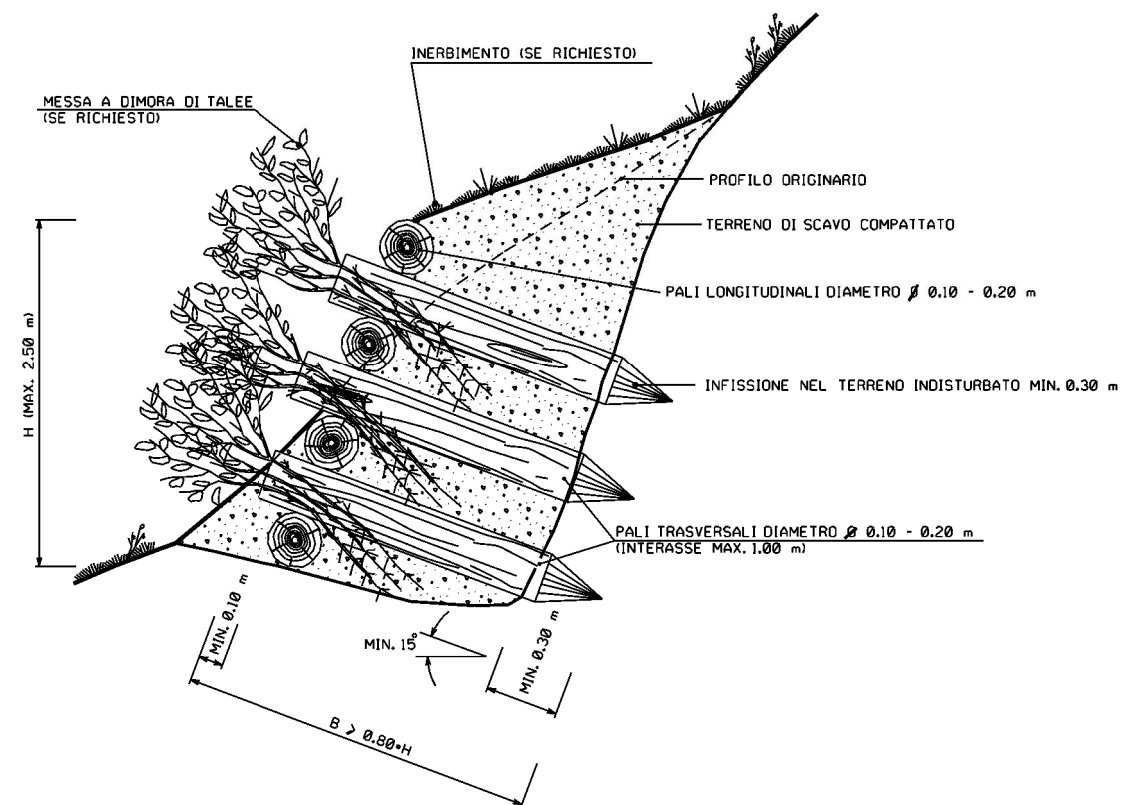 INERBIMENTO (SE RICHIESTO)
MESSA A DIMORA DI TALEE
(SE RICHIESTO)
PROFILO ORIGINARIO
TERRENO DI SCAVO COMPATTATO
PALI LONGITUDINALI DIAMETRO Ø 0.10 - 0.20 m
H (MAX. 2.50 m)
INFISSIONE NEL TERRENO INDISTURBATO MIN. 0.30 m
PALI TRASVERSALI DIAMETRO Ø 0.10 - 0.20 m
(INTERASSE MAX. 1.00 m)
MIN. 0.10 m
MIN. 15°
MIN. 0.30 m
B > 0.80*H